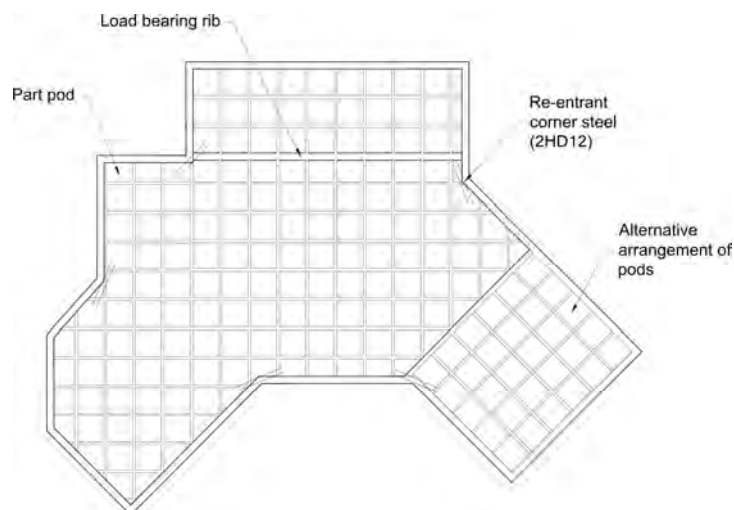 Load bearing rib
Part pod
Re-entrant
corner steel
(2HD12)
Alternative
arrangement of
pods